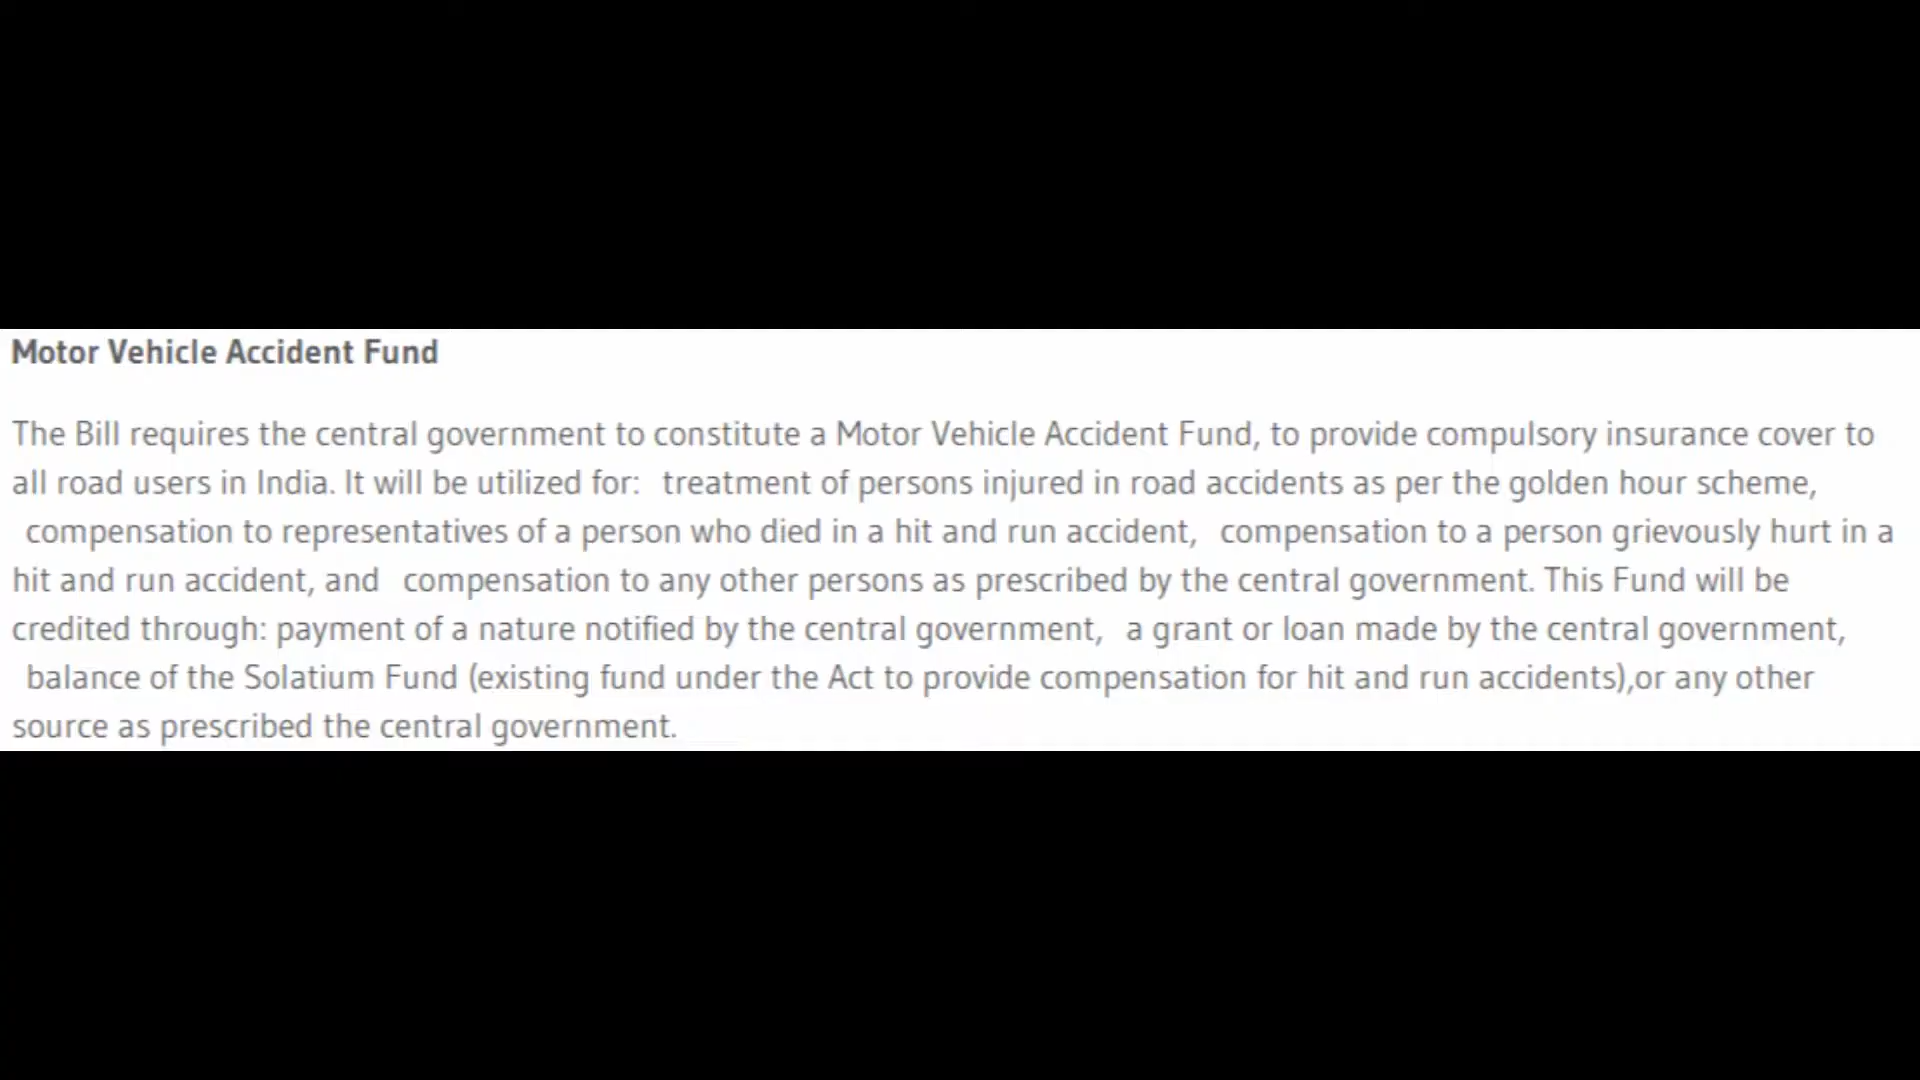 Motor Vehicle Accident Fund
The Bill requires the central government to constitute a Motor Vehicle Accident Fund, to provide compulsory insurance cover to
all road users in India. It will be utilized for: treatment of persons injured in road accidents as per the golden hour scheme,
compensation to representatives of a person who died in a hit and run accident, compensation to a person grievously hurt in a
hit and run accident, and compensation to any other persons as prescribed by the central government. This Fund will be
credited through: payment of a nature notified by the central government, a grant or loan made by the central government,
balance of the Solatium Fund (existing fund under the Act to provide compensation for hit and run accidents),or any other
source as prescribed the central government.